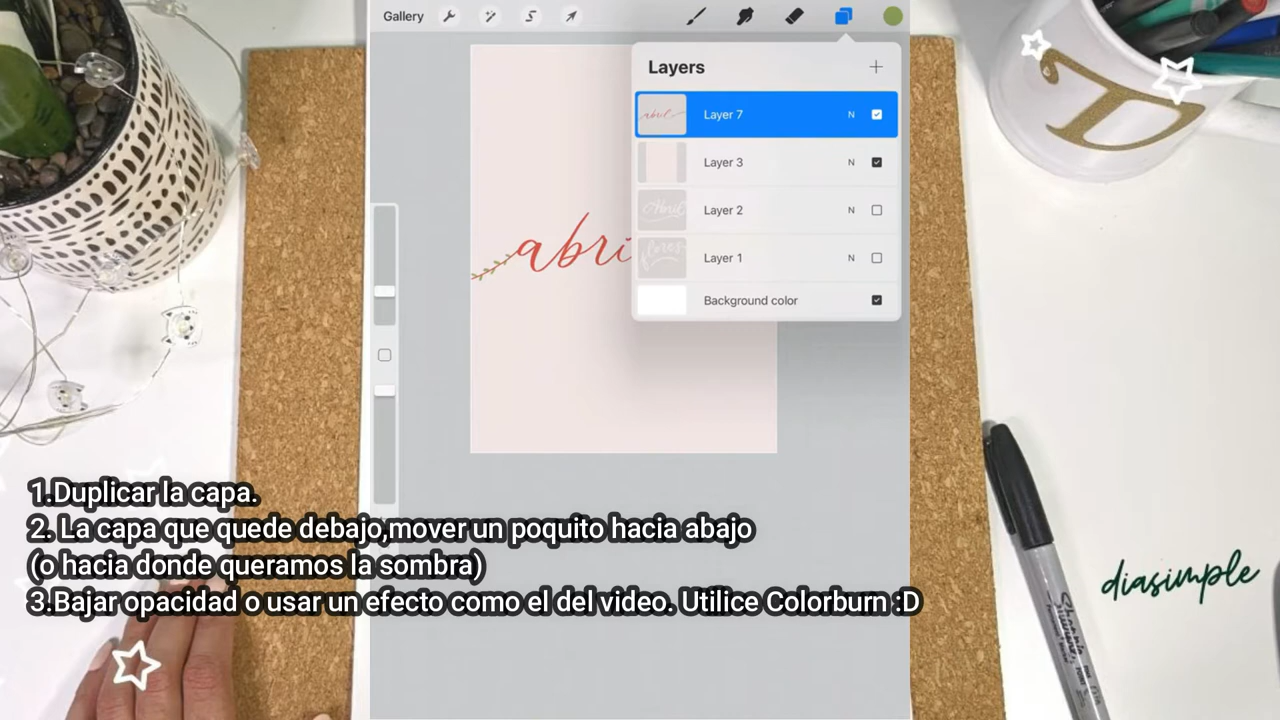 Gallery
Layers
Layer 7 N
Layer 3 N
Layer 2 N
Layer 1 N
Background color
abri
1.Duplicar la capa.
2. La capa que quede debajo,mover un poquito hacia abajo
(o hacia donde queramos la sombra)
3.Bajar opacidad o usar un efecto como el del video. Utilice Colorburn :D
diasimple
Sharpie
D